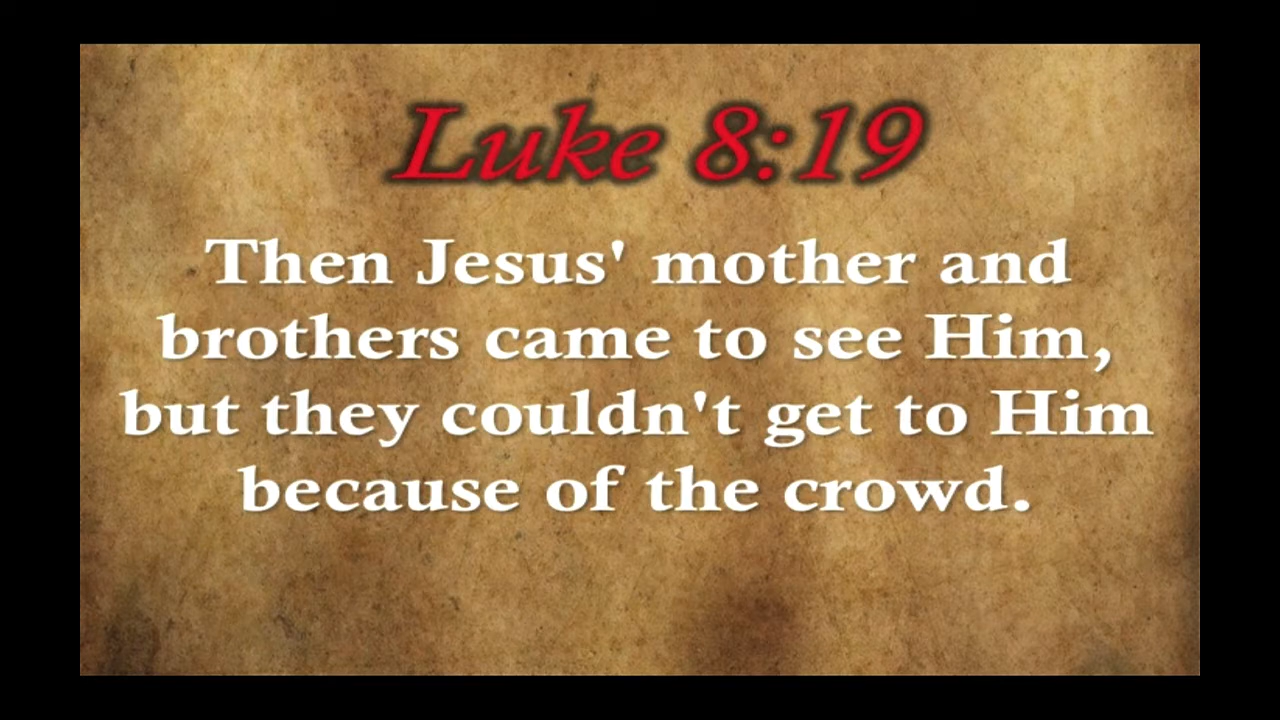 Luke 8:19
Then Jesus' mother and
brothers came to see Him,
but they couldn't get to Him
because of the crowd.